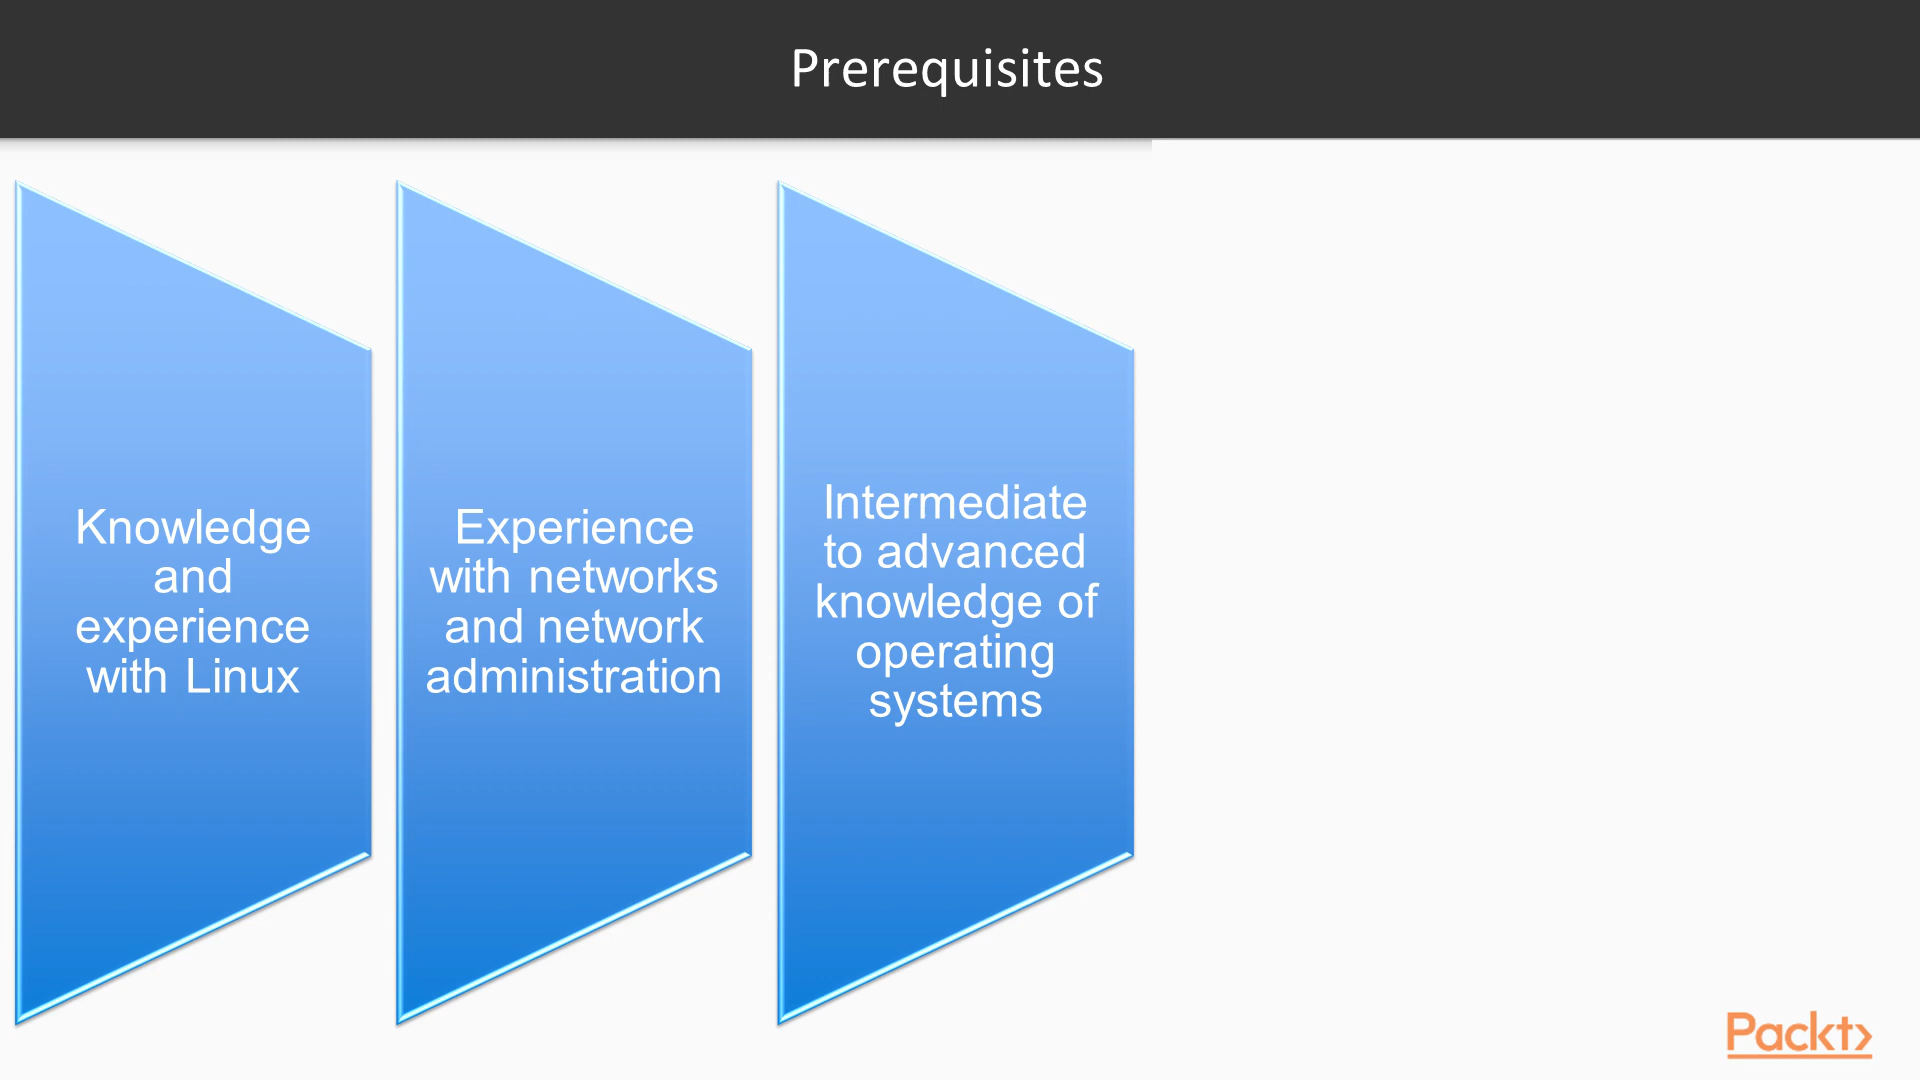 Prerequisites
Knowledge
and
experience
with Linux
Experience
with networks
and network
administration
Intermediate
to advanced
knowledge of
operating
systems
Packt>